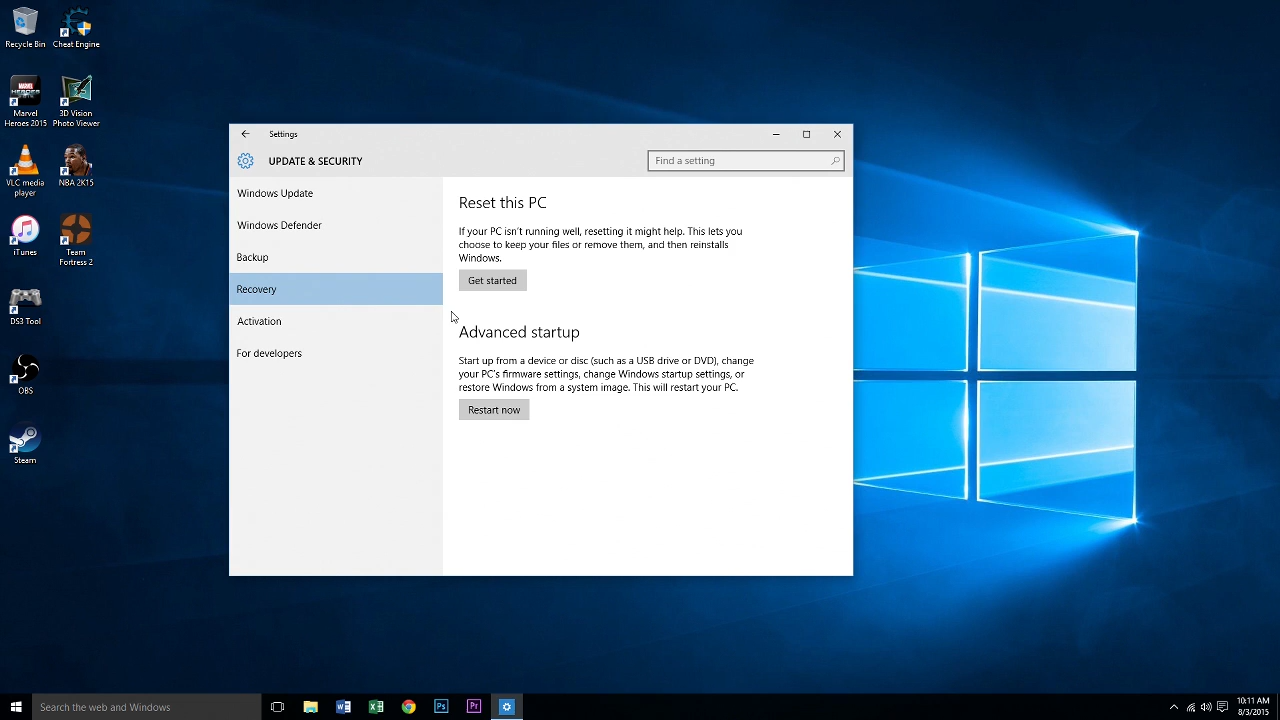 Recycle Bin
Cheat Engine
Marvel
Heroes 2015
3D Vision
Photo Viewer
VLC media
player
NBA 2K15
iTunes
Team
Fortress 2
DS3 Tool
OBS
Steam
Settings
UPDATE & SECURITY
Find a setting
Windows Update
Windows Defender
Backup
Recovery
Activation
For developers
Reset this PC
If your PC isn't running well, resetting it might help. This lets you
choose to keep your files or remove them, and then reinstalls
Windows.
Get started
Advanced startup
Start up from a device or disc (such as a USB drive or DVD), change
your PC's firmware settings, change Windows startup settings, or
restore Windows from a system image. This will restart your PC.
Restart now
Search the web and Windows
Ps
Pr
10:11 AM
8/3/2015